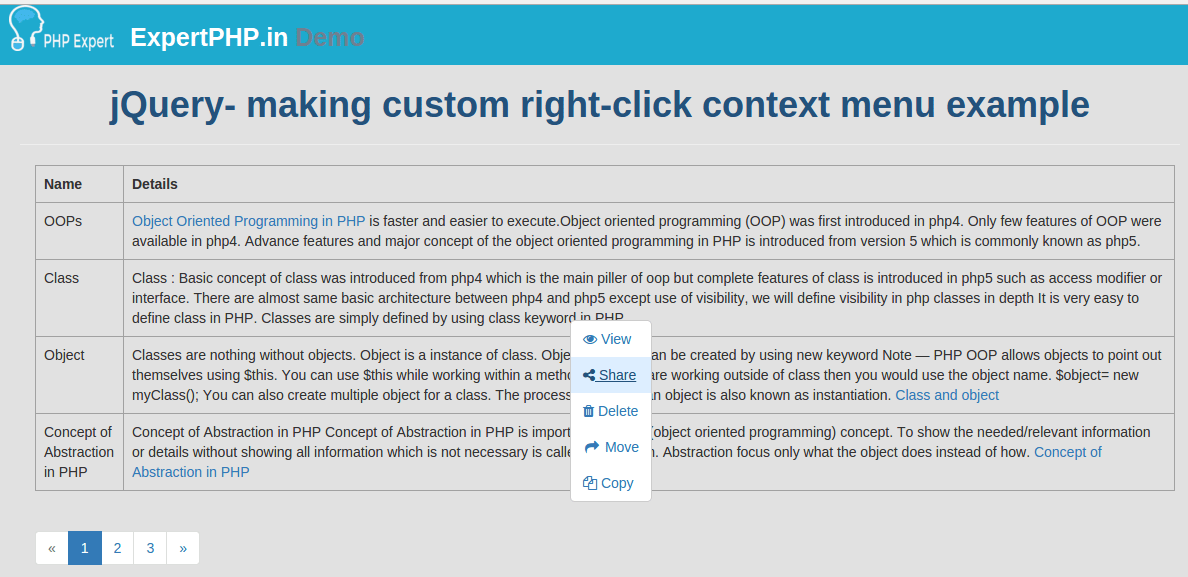 PHP Expert ExpertPHP.in Demo
jQuery- making custom right-click context menu example
Name Details
OOPs Object Oriented Programming in PHP is faster and easier to execute.Object oriented programming (OOP) was first introduced in php4. Only few features of OOP were
available in php4. Advance features and major concept of the object oriented programming in PHP is introduced from version 5 which is commonly known as php5.
Class Class : Basic concept of class was introduced from php4 which is the main piller of oop but complete features of class is introduced in php5 such as access modifier or
interface. There are almost same basic architecture between php4 and php5 except use of visibility, we will define visibility in php classes in depth It is very easy to
define class in PHP. Classes are simply defined by using class keyword in PHP
Object Classes are nothing without objects. Object is a instance of class. Obje an be created by using new keyword Note — PHP OOP allows objects to point out
themselves using $this. You can use $this while working within a metho are working outside of class then you would use the object name. $object= new
myClass(); You can also create multiple object for a class. The process n object is also known as instantiation. Class and object
Concept of Abstraction in PHP Concept of Abstraction in PHP Concept of Abstraction in PHP is import (object oriented programming) concept. To show the needed/relevant information
or details without showing all information which is not necessary is calle n. Abstraction focus only what the object does instead of how. Concept of
Abstraction in PHP
View
Share
Delete
Move
Copy
« 1 2 3 »